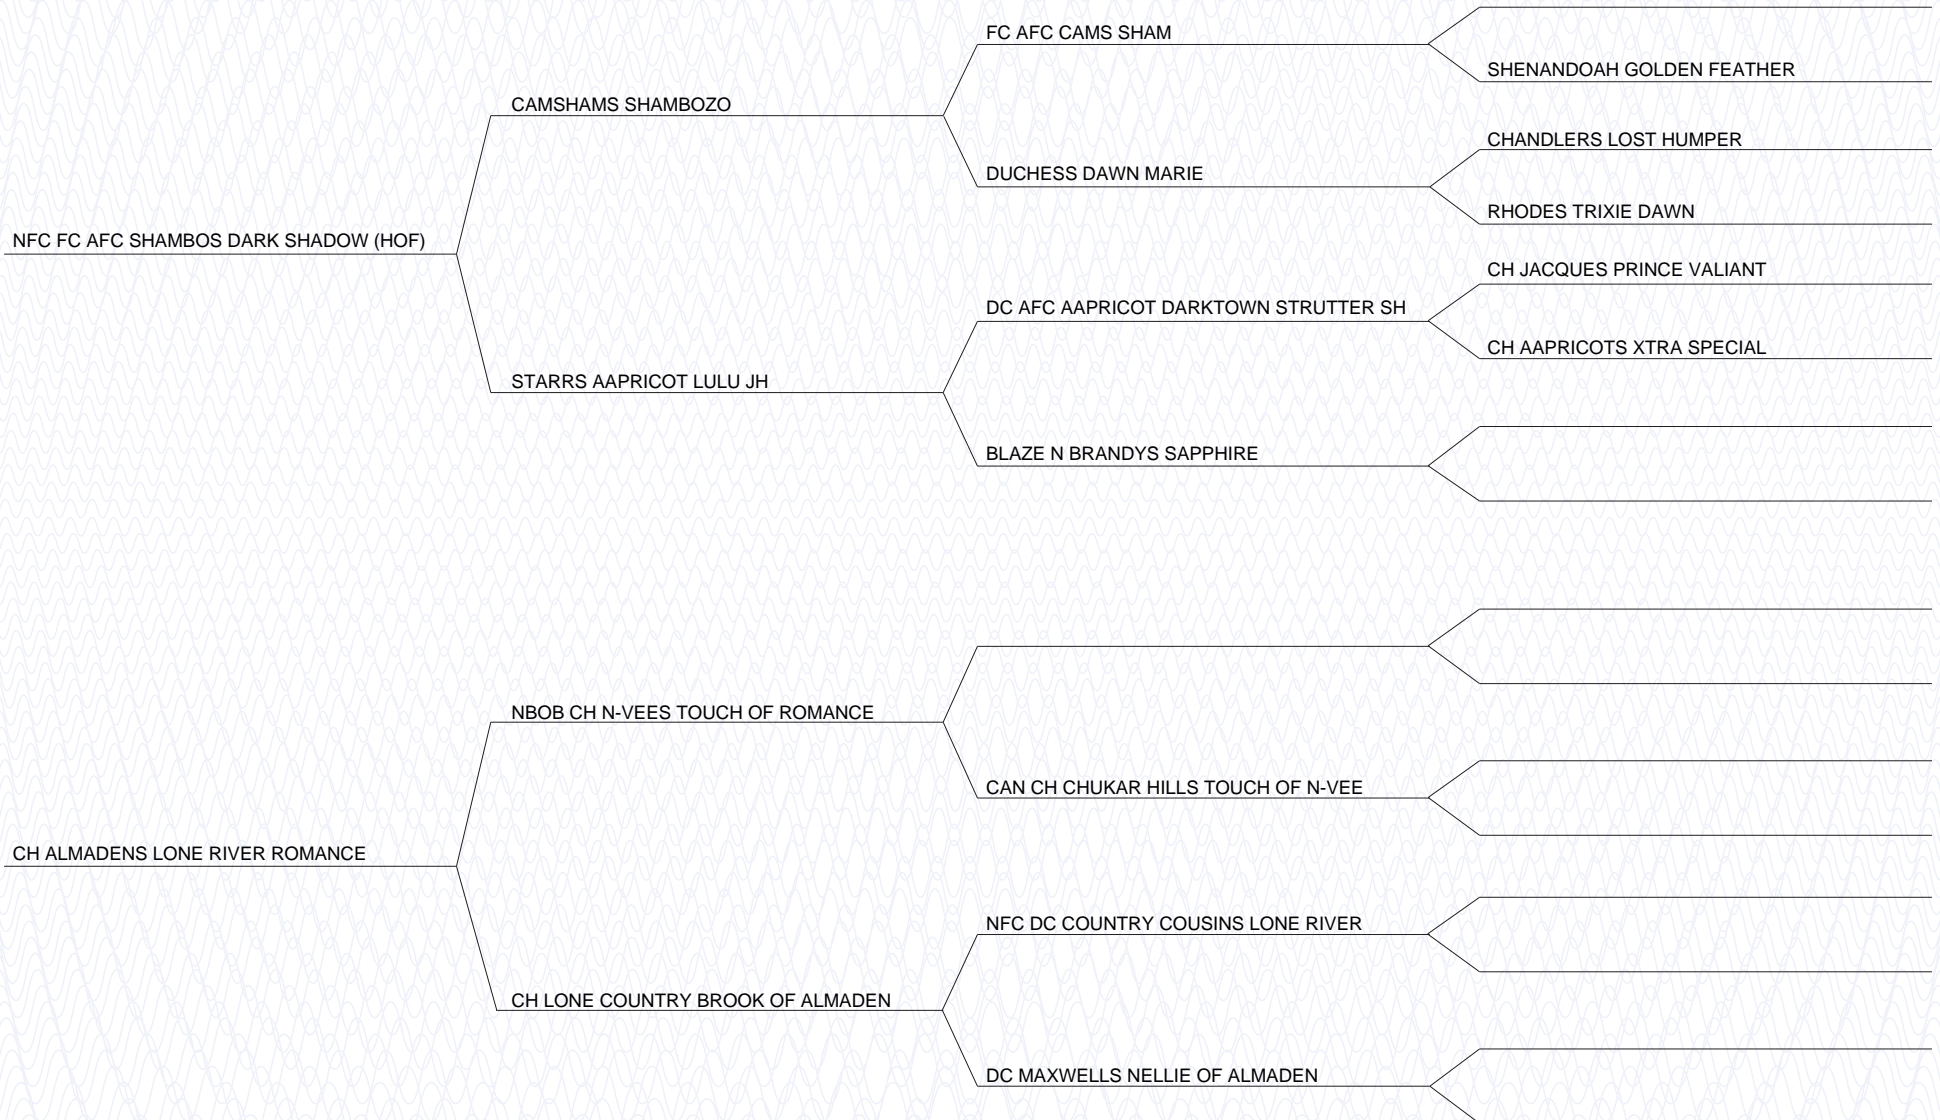 FC AFC CAMS SHAM
SHENANDOAH GOLDEN FEATHER
CAMSHAMS SHAMBOZO
CHANDLERS LOST HUMPER
DUCHESS DAWN MARIE
RHODES TRIXIE DAWN
NFC FC AFC SHAMBOS DARK SHADOW (HOF)
CH JACQUES PRINCE VALIANT
DC AFC AAPRICOT DARKTOWN STRUTTER SH
CH AAPRICOTS XTRA SPECIAL
STARRS AAPRICOT LULU JH
BLAZE N BRANDYS SAPPHIRE
NBOB CH N-VEES TOUCH OF ROMANCE
CAN CH CHUKAR HILLS TOUCH OF N-VEE
CH ALMADENS LONE RIVER ROMANCE
NFC DC COUNTRY COUSINS LONE RIVER
CH LONE COUNTRY BROOK OF ALMADEN
DC MAXWELLS NELLIE OF ALMADEN